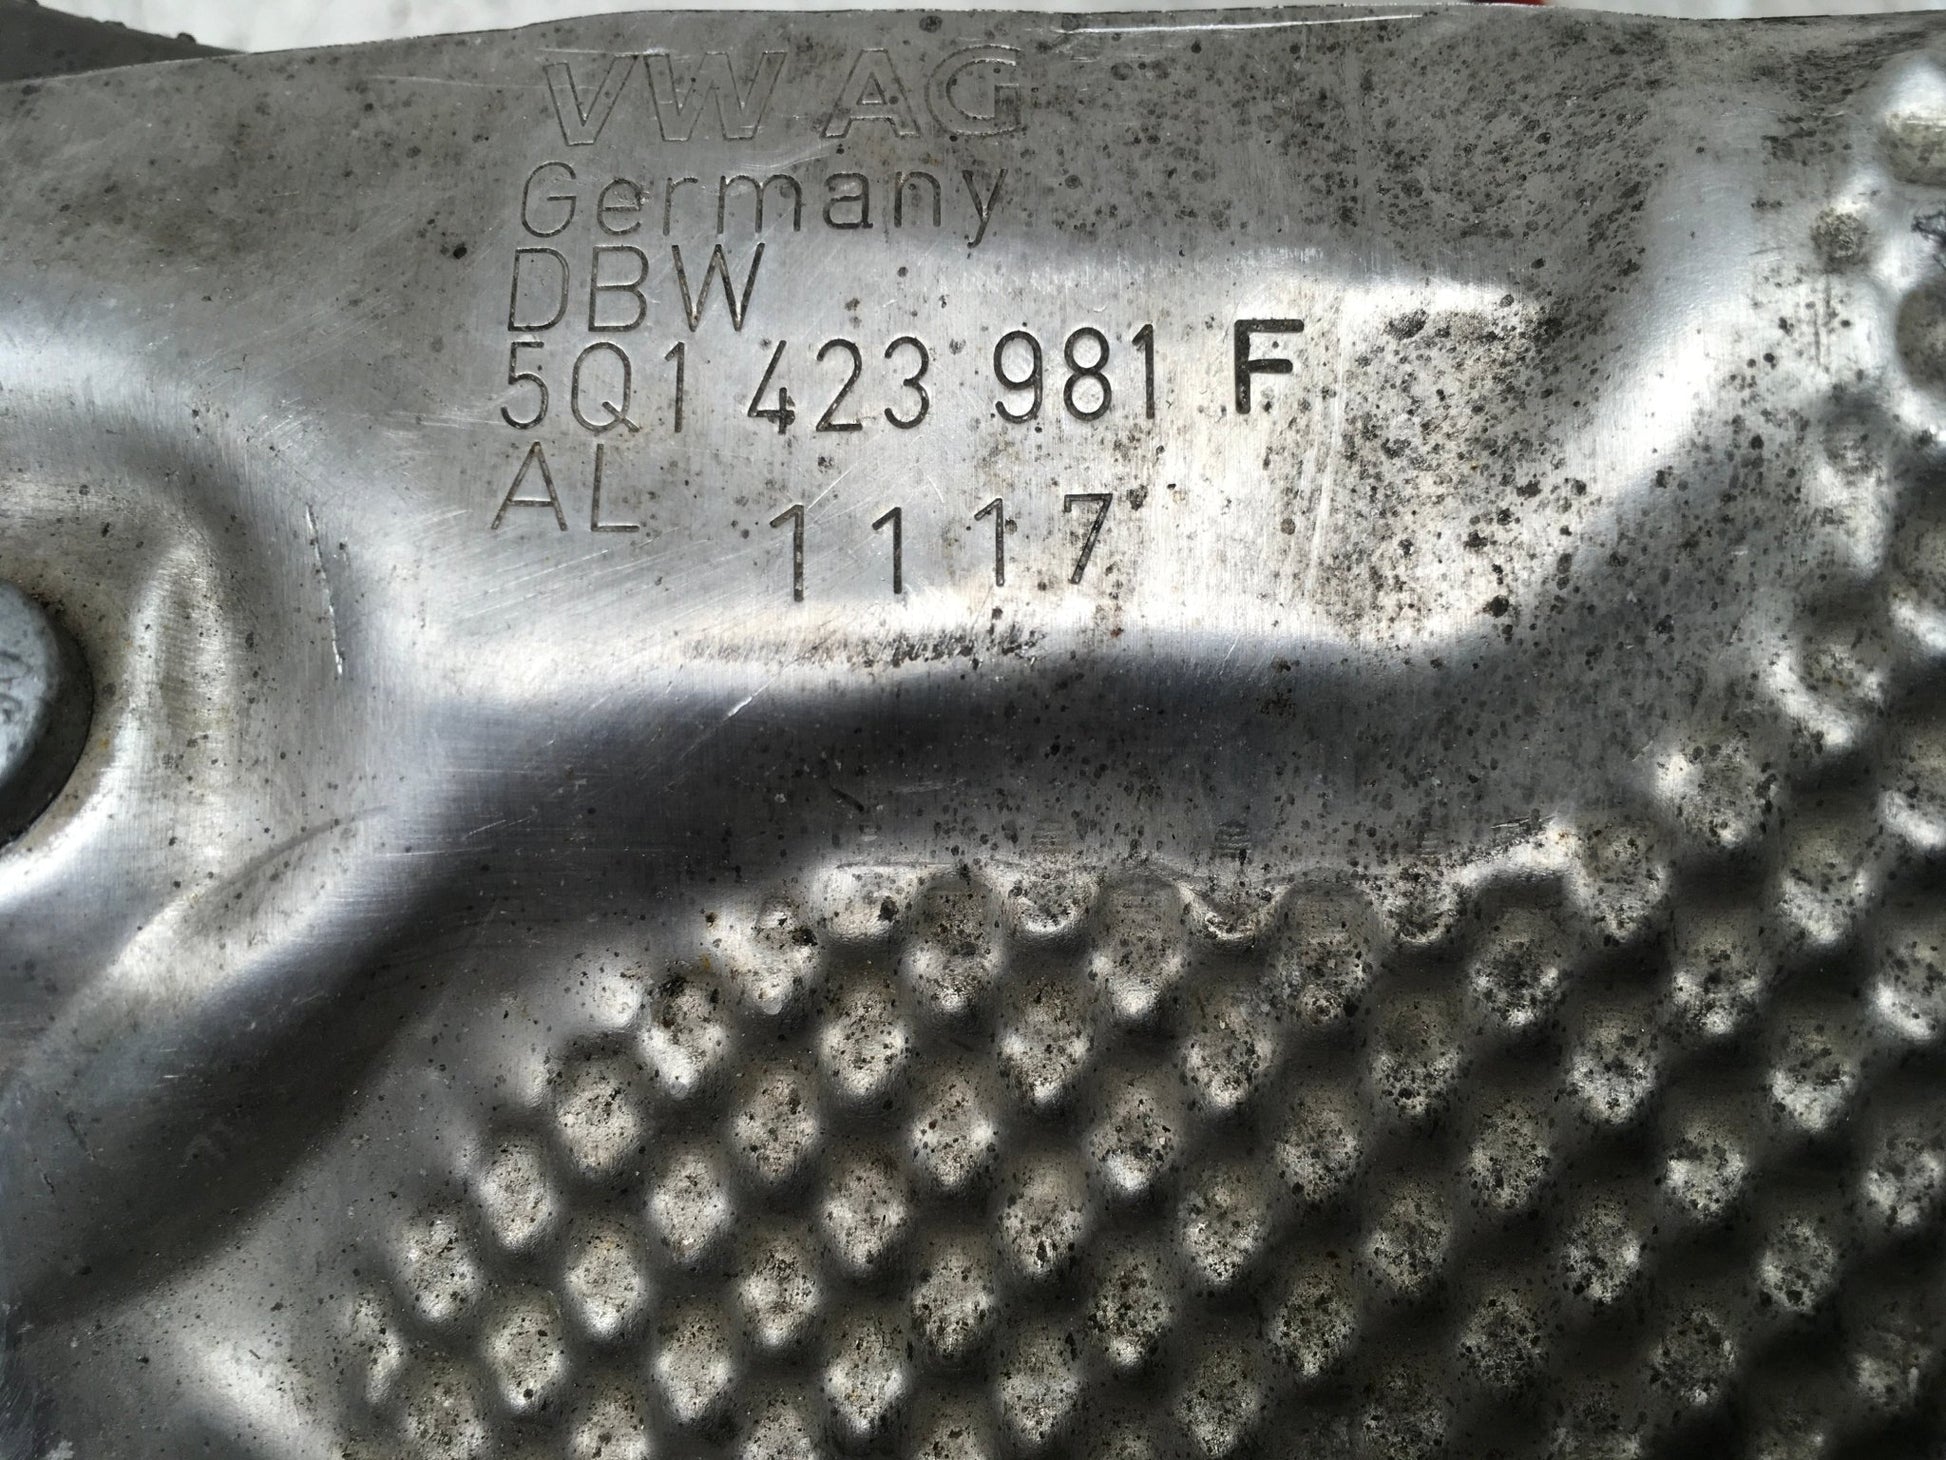 VW AG
Germany
DBW
5Q1 423 981 F
AL 1117